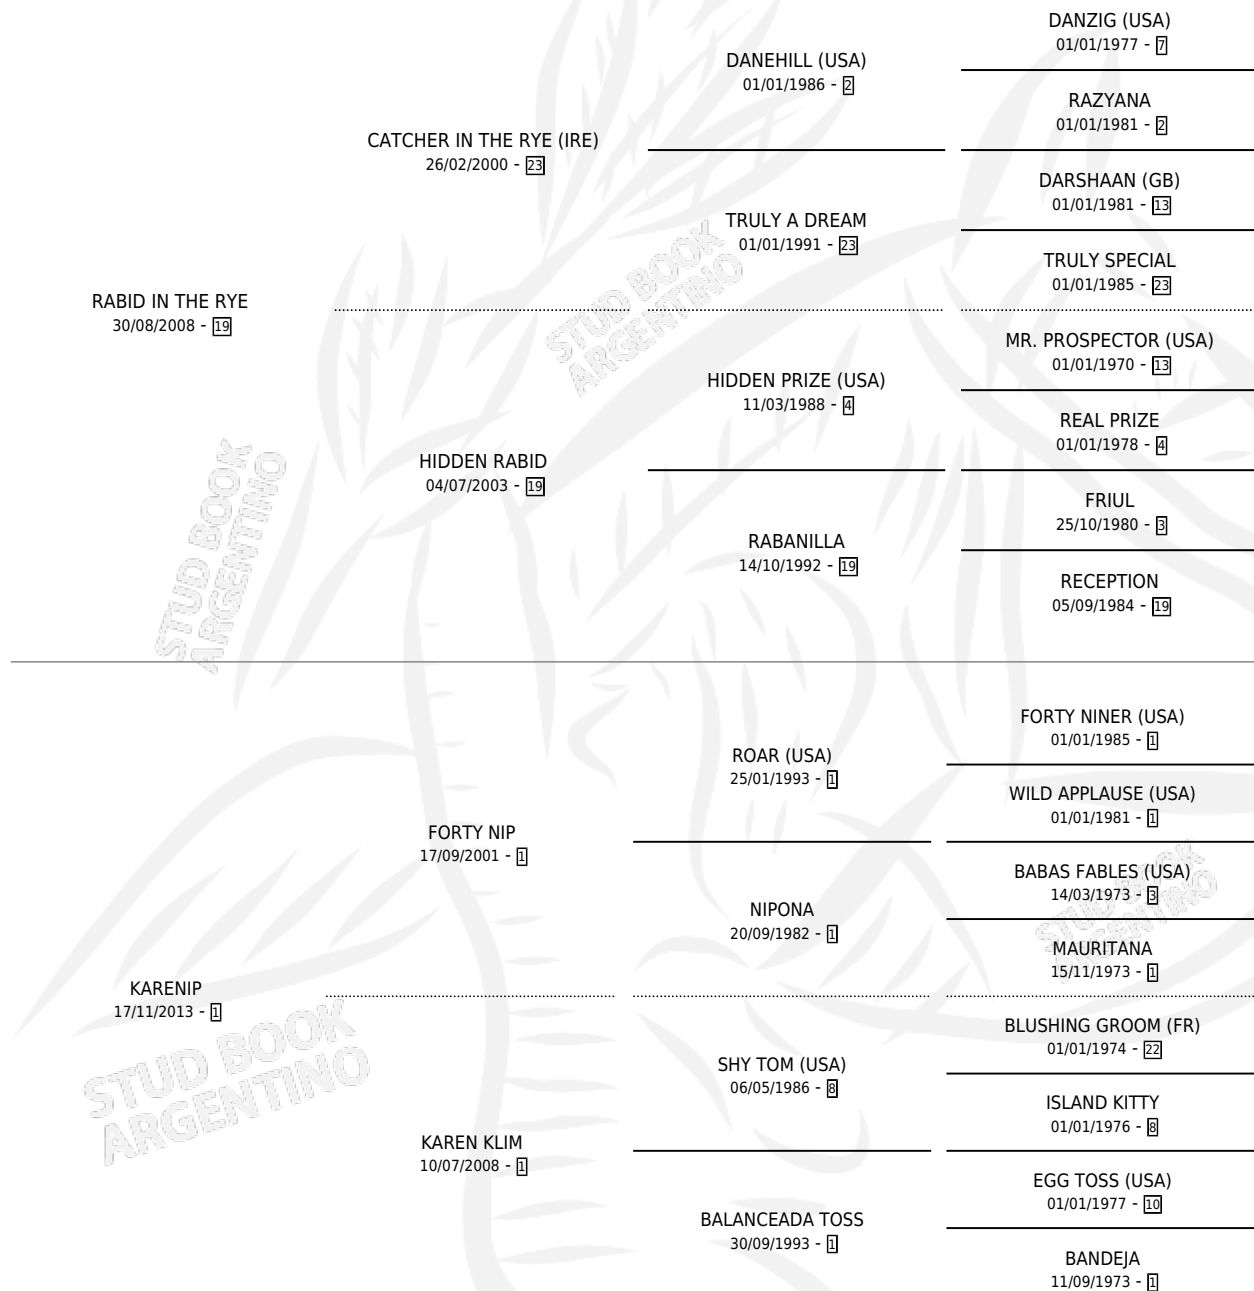 DANZIG (USA)
01/01/1977 - 7
DANEHILL (USA)
01/01/1986 - 2
RAZYANA
01/01/1981 - 2
CATCHER IN THE RYE (IRE)
26/02/2000 - 23
DARSHAAN (GB)
01/01/1981 - 13
TRULY A DREAM
01/01/1991 - 23
TRULY SPECIAL
01/01/1985 - 23
RABID IN THE RYE
30/08/2008 - 19
MR. PROSPECTOR (USA)
01/01/1970 - 13
HIDDEN PRIZE (USA)
11/03/1988 - 4
REAL PRIZE
01/01/1978 - 4
HIDDEN RABID
04/07/2003 - 19
FRIUL
25/10/1980 - 3
RABANILLA
14/10/1992 - 19
RECEPTION
05/09/1984 - 19
FORTY NINER (USA)
01/01/1985 - 1
ROAR (USA)
25/01/1993 - 1
WILD APPLAUSE (USA)
01/01/1981 - 1
FORTY NIP
17/09/2001 - 1
BABAS FABLES (USA)
14/03/1973 - 3
NIPONA
20/09/1982 - 1
MAURITANA
15/11/1973 - 1
KARENIP
17/11/2013 - 1
BLUSHING GROOM (FR)
01/01/1974 - 22
SHY TOM (USA)
06/05/1986 - 8
ISLAND KITTY
01/01/1976 - 8
KAREN KLIM
10/07/2008 - 1
EGG TOSS (USA)
01/01/1977 - 10
BALANCEADA TOSS
30/09/1993 - 1
BANDEJA
11/09/1973 - 1
STUD BOOK
ARGENTINO
STUD BOOK
ARGENTINO
STUD BOOK
ARGENTINO
STUD BOOK
ARGENTINO